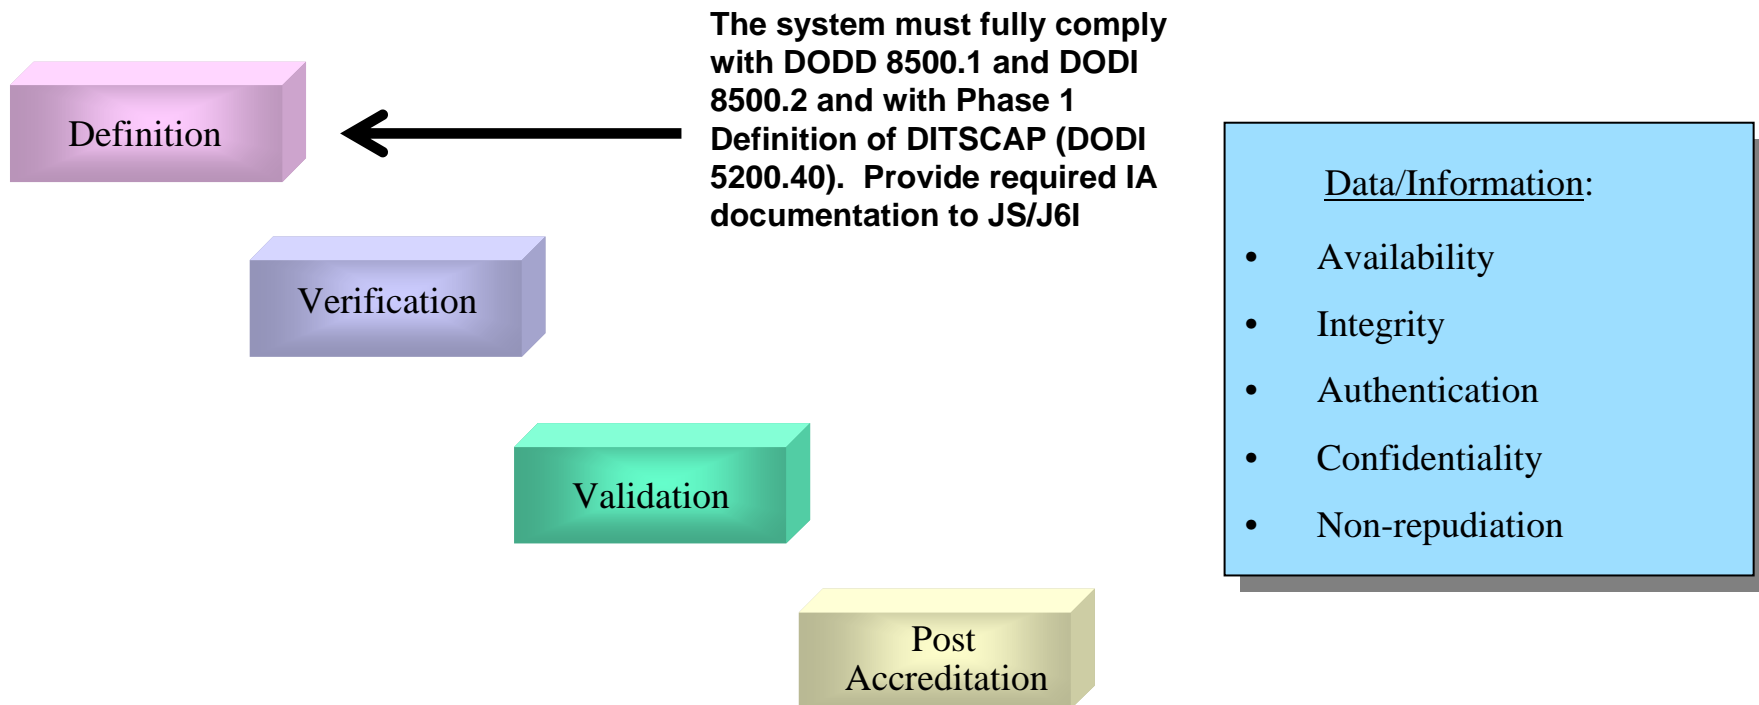 The system must fully comply
with DODD 8500.1 and DODI
8500.2 and with Phase 1
Definition of DITSCAP (DODI
5200.40).  Provide required IA
documentation to JS/J6I
Definition
Verification
Validation
Post
Accreditation
Data/Information:
• Availability
• Integrity
• Authentication
• Confidentiality
• Non-repudiation